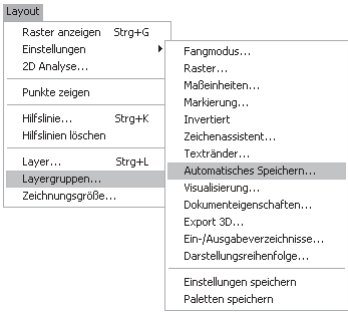 Layout
Raster anzeigen Strg+G
Einstellungen
2D Analyse...
Punkte zeigen
Hilfslinie... Strg+K
Hilfslinien löschen
Layer... Strg+L
Layergruppen...
Zeichnungsgröße...
Fangmodus...
Raster...
Maßeinheiten...
Markierung...
Invertiert
Zeichenassistent...
Textränder...
Automatisches Speichern...
Visualisierung...
Dokumenteigenschaften...
Export 3D...
Ein-/Ausgabeverzeichnisse...
Darstellungsreihenfolge...
Einstellungen speichern
Paletten speichern